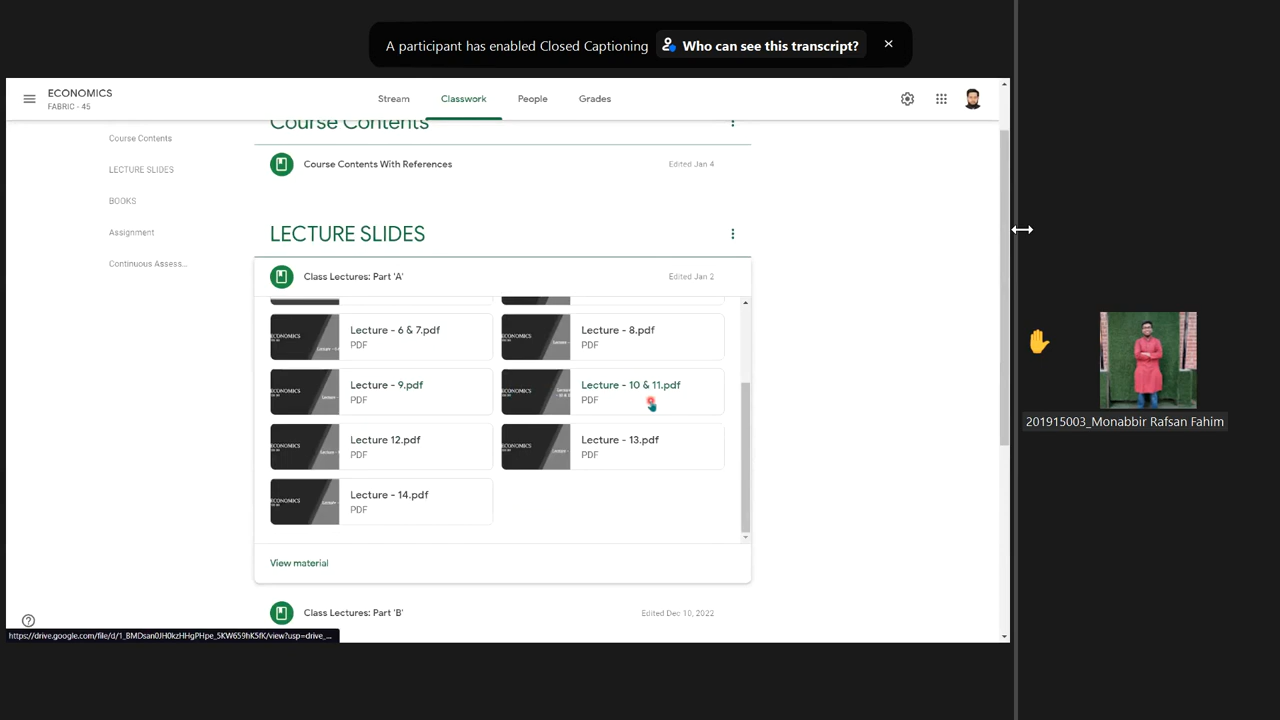 A participant has enabled Closed Captioning Who can see this transcript?
ECONOMICS
FABRIC - 45
Stream Classwork People Grades
Course Contents
LECTURE SLIDES
BOOKS
Assignment
Continuous Assess...
Course Contents
Course Contents With References Edited Jan 4
LECTURE SLIDES
Class Lectures: Part 'A' Edited Jan 2
Lecture - 6 & 7.pdf
PDF
Lecture - 8.pdf
PDF
Lecture - 9.pdf
PDF
Lecture - 10 & 11.pdf
PDF
Lecture 12.pdf
PDF
Lecture - 13.pdf
PDF
Lecture - 14.pdf
PDF
View material
Class Lectures: Part 'B' Edited Dec 10, 2022
201915003_Monabbir Rafsan Fahim